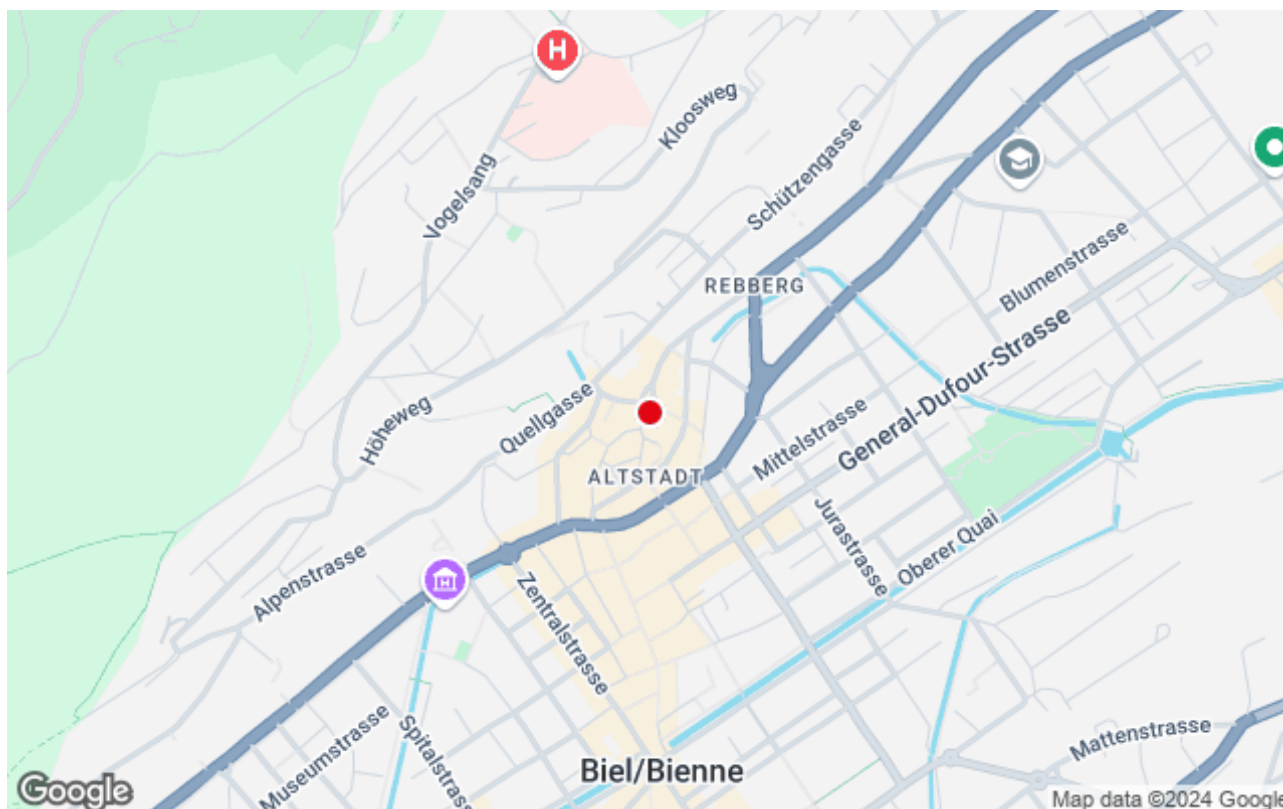 H
Kloosweg
Vogelsang
Schützengasse
REBBERG
Blumenstrasse
General-Dufour-Strasse
Höheweg
Quellgasse
Mittelstrasse
ALTSTADT
Jurastrasse
Oberer Quai
Alpenstrasse
Zentralstrasse
Museumstrasse
Spitalstras
Mattenstrasse
Biel/Bienne
Google
Map data ©2024 Google